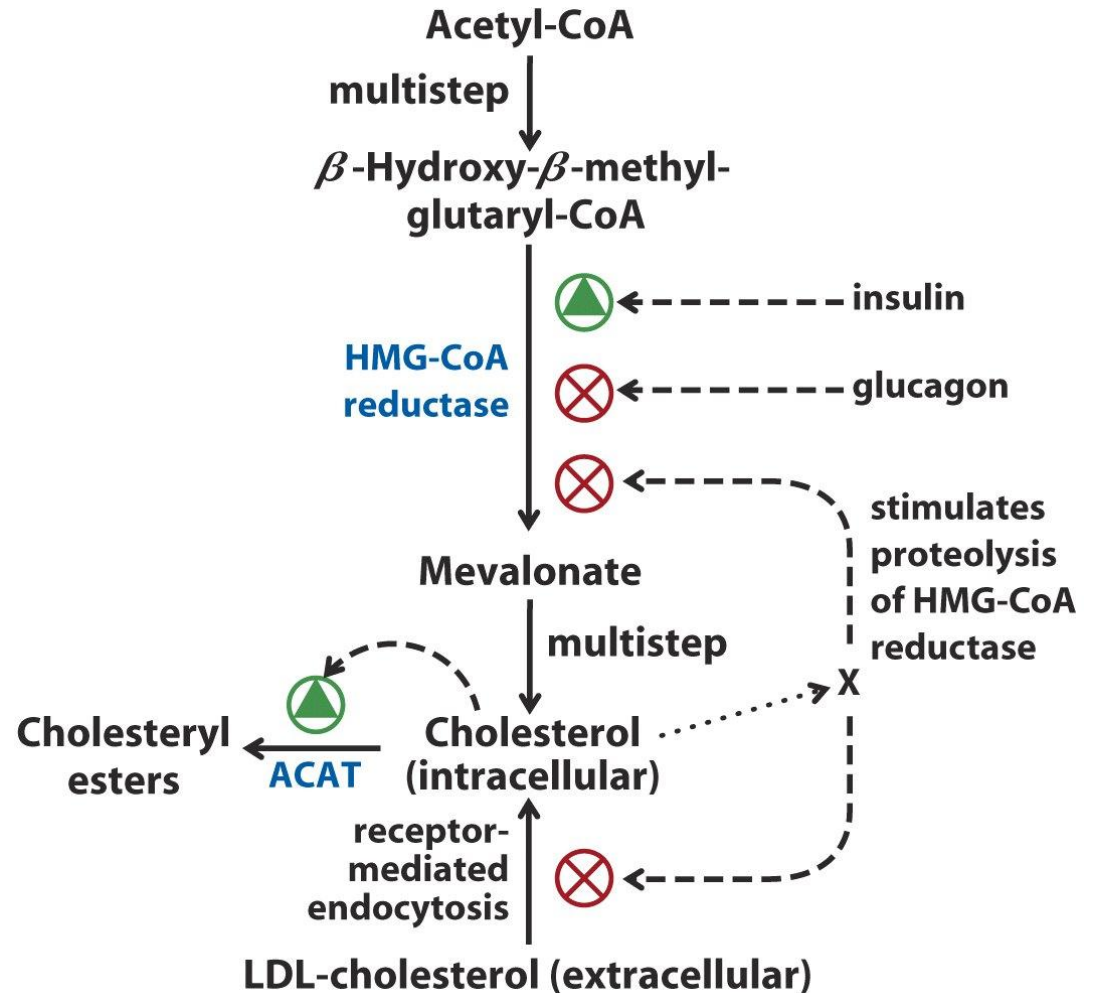 Acetyl-CoA
multistep
β-Hydroxy-β-methyl-
glutaryl-CoA
insulin
HMG-CoA
reductase
glucagon
stimulates
proteolysis
of HMG-CoA
reductase
Mevalonate
multistep
X
Cholesteryl
esters
ACAT
Cholesterol
(intracellular)
receptor-
mediated
endocytosis
LDL-cholesterol (extracellular)